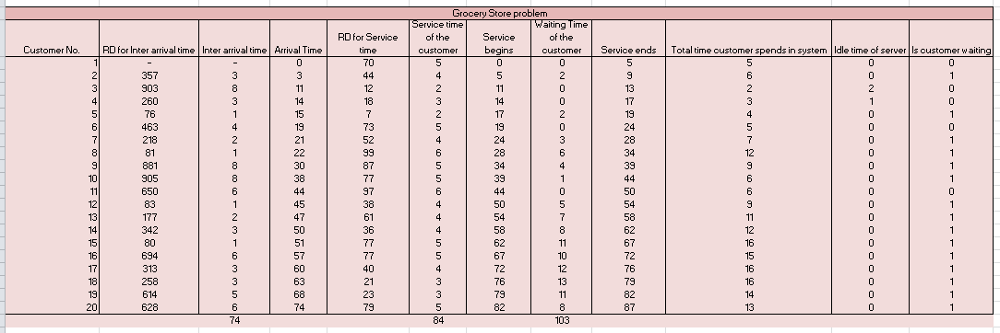 Grocery Store problem
Customer No. RD for Inter arrival time Inter arrival time Arrival Time RD for Service time Service time of the customer Service begins Waiting Time of the customer Service ends Total time customer spends in system Idle time of server Is customer waiting
1 - - 0 70 5 0 0 5 5 0 0
2 357 3 3 44 4 5 2 9 6 0 1
3 903 8 11 12 2 11 0 13 2 2 0
4 260 3 14 18 3 14 0 17 3 1 0
5 76 1 15 7 2 17 2 19 4 0 1
6 463 4 19 73 5 19 0 24 5 0 0
7 218 2 21 52 4 24 3 28 7 0 1
8 81 1 22 99 6 28 6 34 12 0 1
9 881 8 30 87 5 34 4 39 9 0 1
10 905 8 38 77 5 39 1 44 6 0 1
11 650 6 44 97 6 44 0 50 6 0 0
12 83 1 45 38 4 50 5 54 9 0 1
13 177 2 47 61 4 54 7 58 11 0 1
14 342 3 50 36 4 58 8 62 12 0 1
15 80 1 51 77 5 62 11 67 16 0 1
16 694 6 57 77 5 67 10 72 15 0 1
17 313 3 60 40 4 72 12 76 16 0 1
18 258 3 63 21 3 76 13 79 16 0 1
19 614 5 68 23 3 79 11 82 14 0 1
20 628 6 74 79 5 82 8 87 13 0 1
74 84 103